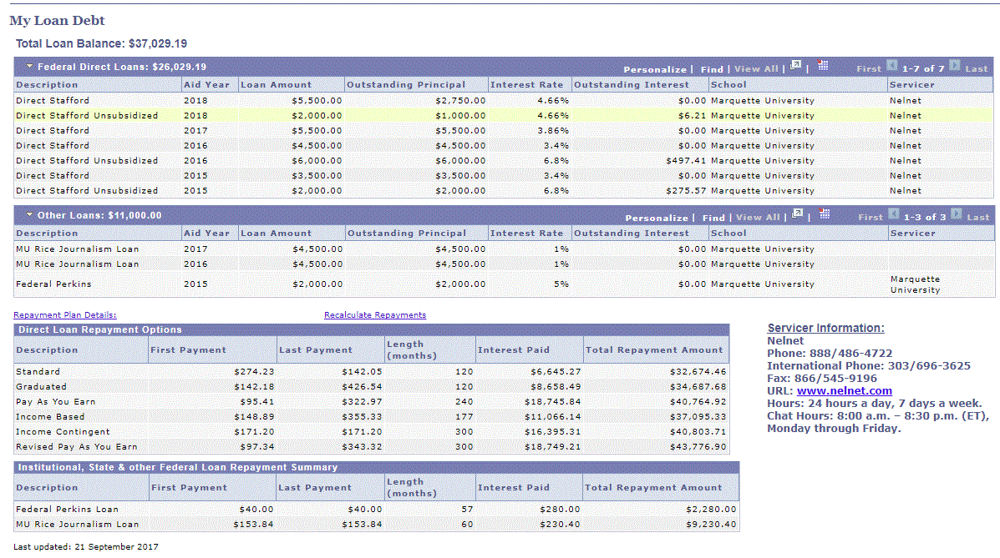 My Loan Debt
Total Loan Balance: $37,029.19
Federal Direct Loans: $26,029.19 Personalize | Find | View All | | First 1-7 of 7 Last
Description Aid Year Loan Amount Outstanding Principal Interest Rate Outstanding Interest School Servicer
Direct Stafford 2018 $5,500.00 $2,750.00 4.66% $0.00 Marquette University Nelnet
Direct Stafford Unsubsidized 2018 $2,000.00 $1,000.00 4.66% $6.21 Marquette University Nelnet
Direct Stafford 2017 $5,500.00 $5,500.00 3.86% $0.00 Marquette University Nelnet
Direct Stafford 2016 $4,500.00 $4,500.00 3.4% $0.00 Marquette University Nelnet
Direct Stafford Unsubsidized 2016 $6,000.00 $6,000.00 6.8% $497.41 Marquette University Nelnet
Direct Stafford 2015 $3,500.00 $3,500.00 3.4% $0.00 Marquette University Nelnet
Direct Stafford Unsubsidized 2015 $2,000.00 $2,000.00 6.8% $275.57 Marquette University Nelnet
Other Loans: $11,000.00 Personalize | Find | View All | | First 1-3 of 3 Last
Description Aid Year Loan Amount Outstanding Principal Interest Rate Outstanding Interest School Servicer
MU Rice Journalism Loan 2017 $4,500.00 $4,500.00 1% $0.00 Marquette University
MU Rice Journalism Loan 2016 $4,500.00 $4,500.00 1% $0.00 Marquette University
Federal Perkins 2015 $2,000.00 $2,000.00 5% $0.00 Marquette University Marquette
University
Repayment Plan Details: Recalculate Repayments
Direct Loan Repayment Options
Description First Payment Last Payment Length
(months) Interest Paid Total Repayment Amount
Standard $274.23 $142.05 120 $6,645.27 $32,674.46
Graduated $142.18 $426.54 120 $8,658.49 $34,687.68
Pay As You Earn $95.41 $322.97 240 $18,745.84 $40,764.92
Income Based $148.89 $355.33 177 $11,066.14 $37,095.33
Income Contingent $171.20 $171.20 300 $16,395.31 $40,803.71
Revised Pay As You Earn $97.34 $343.32 300 $18,749.21 $43,776.90
Servicer Information:
Nelnet
Phone: 888/486-4722
International Phone: 303/696-3625
Fax: 866/545-9196
URL: www.nelnet.com
Hours: 24 hours a day, 7 days a week.
Chat Hours: 8:00 a.m. – 8:30 p.m. (ET),
Monday through Friday.
Institutional, State & other Federal Loan Repayment Summary
Description First Payment Last Payment Length
(months) Interest Paid Total Repayment Amount
Federal Perkins Loan $40.00 $40.00 57 $280.00 $2,280.00
MU Rice Journalism Loan $153.84 $153.84 60 $230.40 $9,230.40
Last updated: 21 September 2017